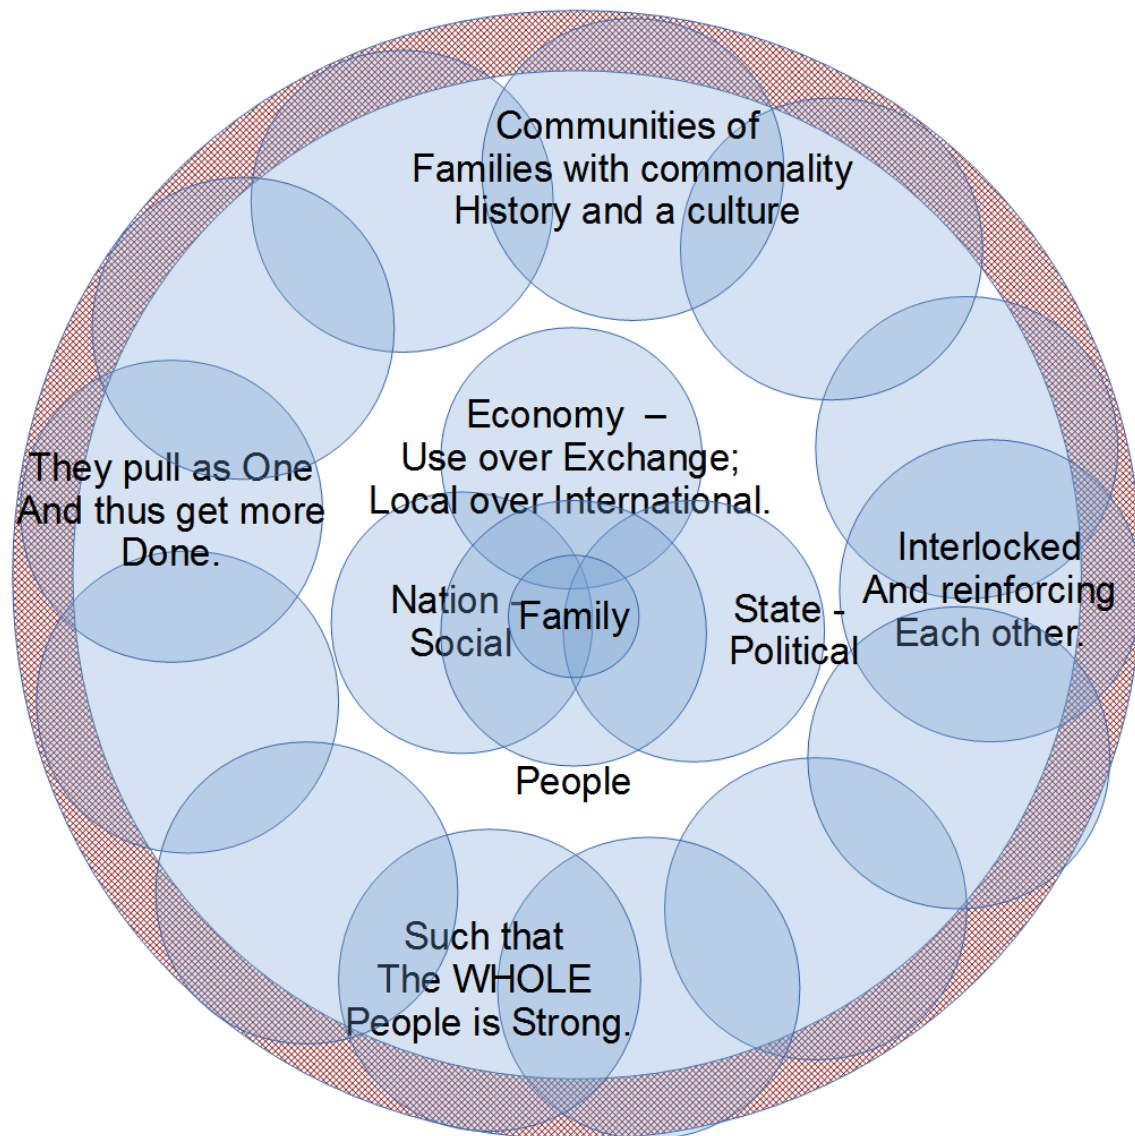 Communities of
Families with commonality
History and a culture
Economy –
Use over Exchange;
Local over International.
They pull as One
And thus get more
Done.
Interlocked
And reinforcing
Each other.
Nation -
Social
Family
State -
Political
People
Such that
The WHOLE
People is Strong.